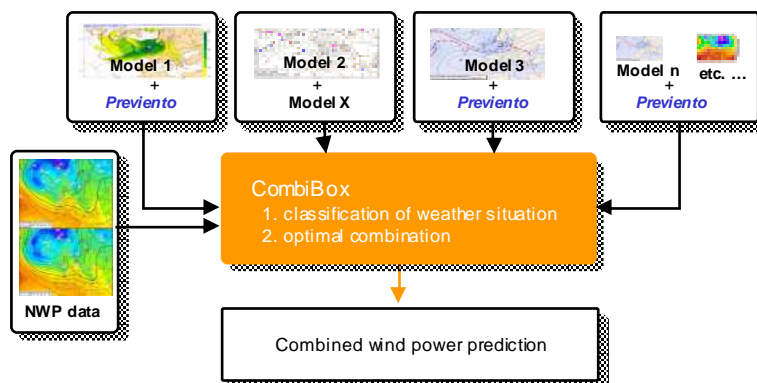 Model 1
+
Previento
Model 2
+
Model X
Model 3
+
Previento
Model n
+
Previento
etc. ...
NWP data
CombiBox
1. classification of weather situation
2. optimal combination
Combined wind power prediction